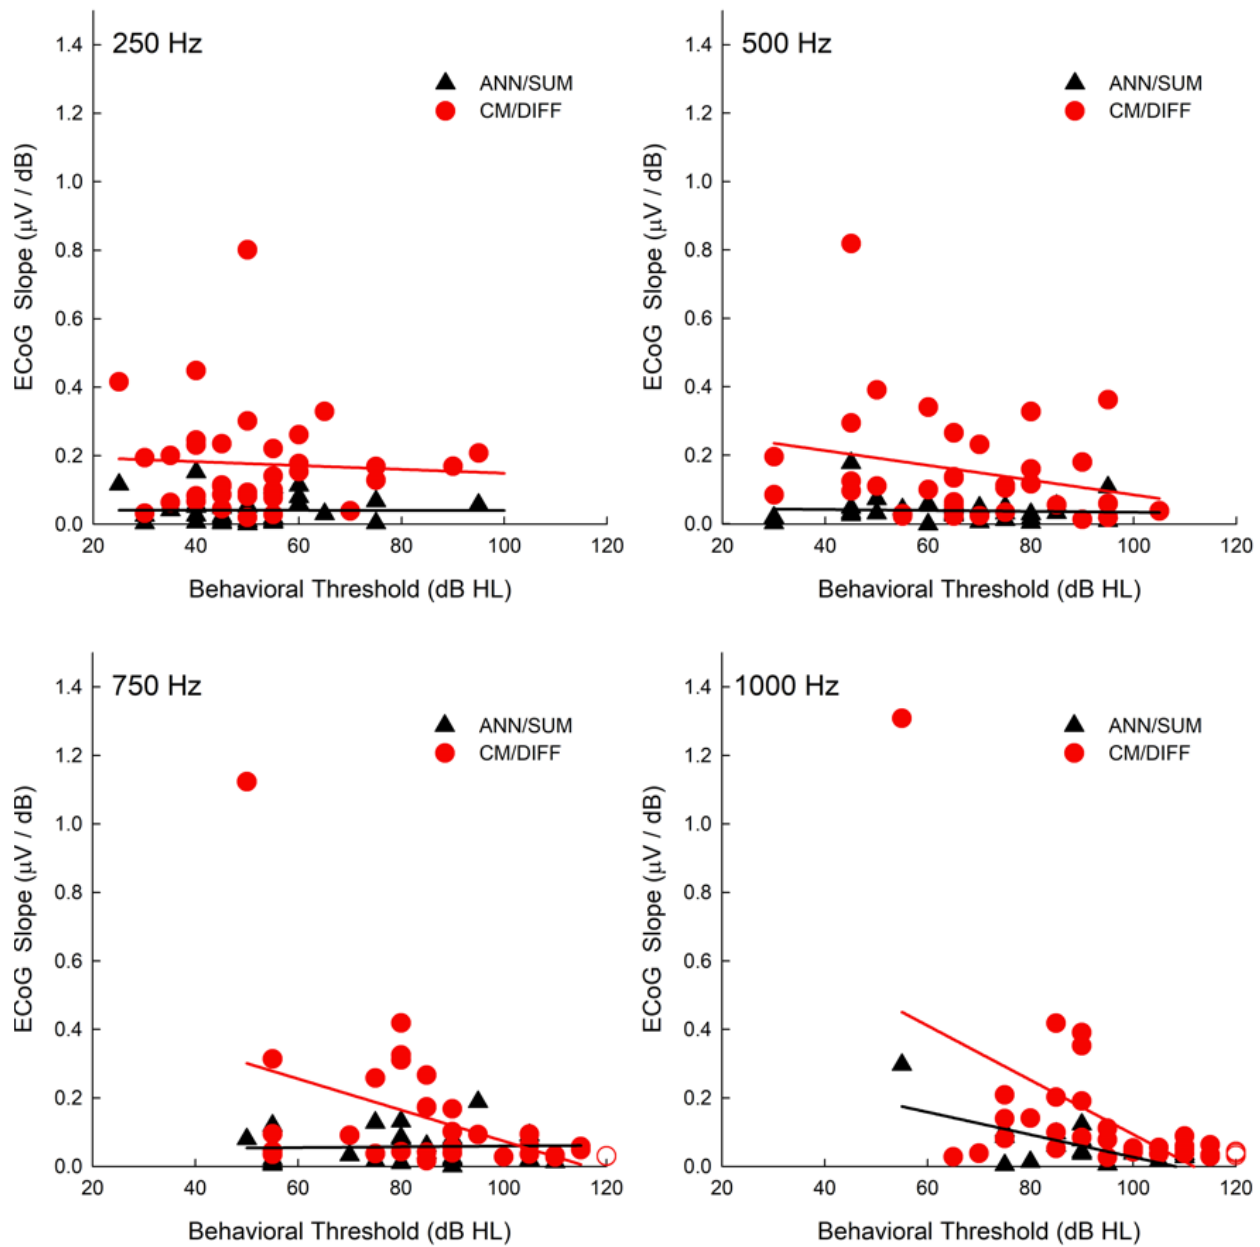 250 Hz
ANN/SUM
CM/DIFF
1.4
1.2
1.0
0.8
0.6
0.4
0.2
0.0
ECoG Slope (μV / dB)
20 40 60 80 100 120
Behavioral Threshold (dB HL)
500 Hz
ANN/SUM
CM/DIFF
1.4
1.2
1.0
0.8
0.6
0.4
0.2
0.0
ECoG Slope (μV / dB)
20 40 60 80 100 120
Behavioral Threshold (dB HL)
750 Hz
ANN/SUM
CM/DIFF
1.4
1.2
1.0
0.8
0.6
0.4
0.2
0.0
ECoG Slope (μV / dB)
20 40 60 80 100 120
Behavioral Threshold (dB HL)
1000 Hz
ANN/SUM
CM/DIFF
1.4
1.2
1.0
0.8
0.6
0.4
0.2
0.0
ECoG Slope (μV / dB)
20 40 60 80 100 120
Behavioral Threshold (dB HL)